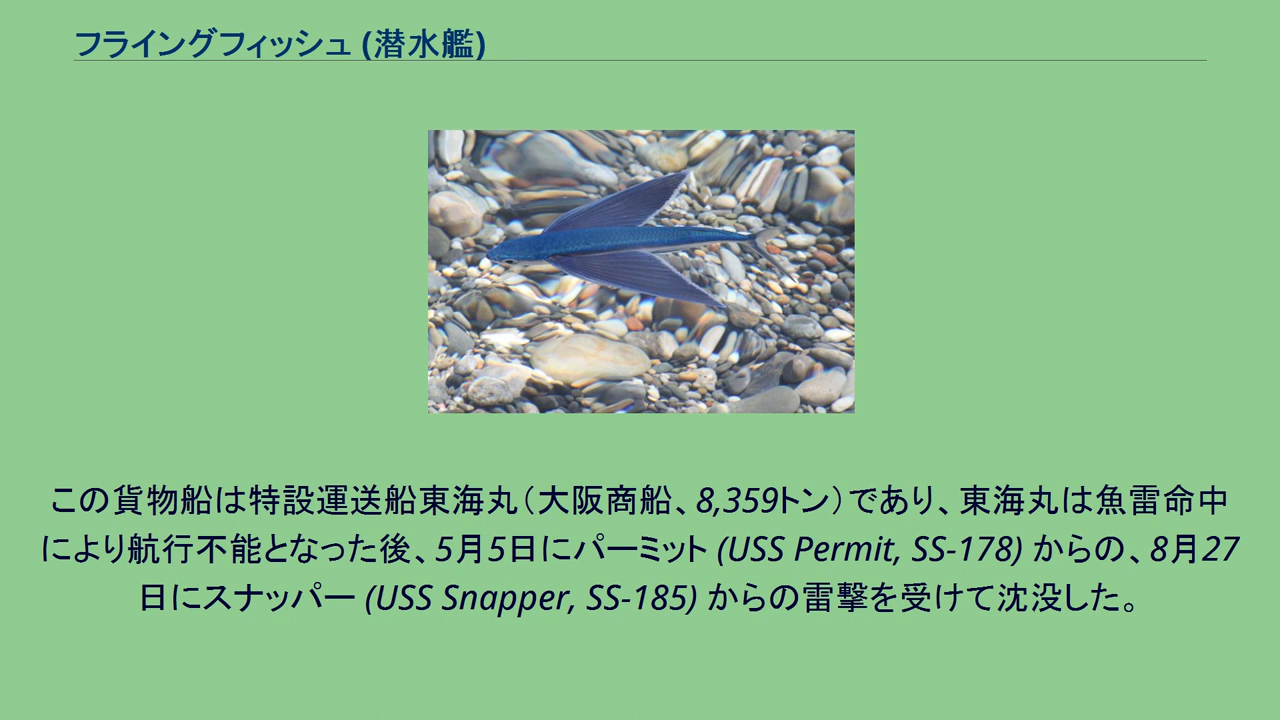 フライングフィッシュ (潜水艦)
この貨物船は特設運送船東海丸（大阪商船、8,359トン）であり、東海丸は魚雷命中
により航行不能となった後、5月5日にパーミット (USS Permit, SS-178) からの、8月27
日にスナッパー (USS Snapper, SS-185) からの雷撃を受けて沈没した。